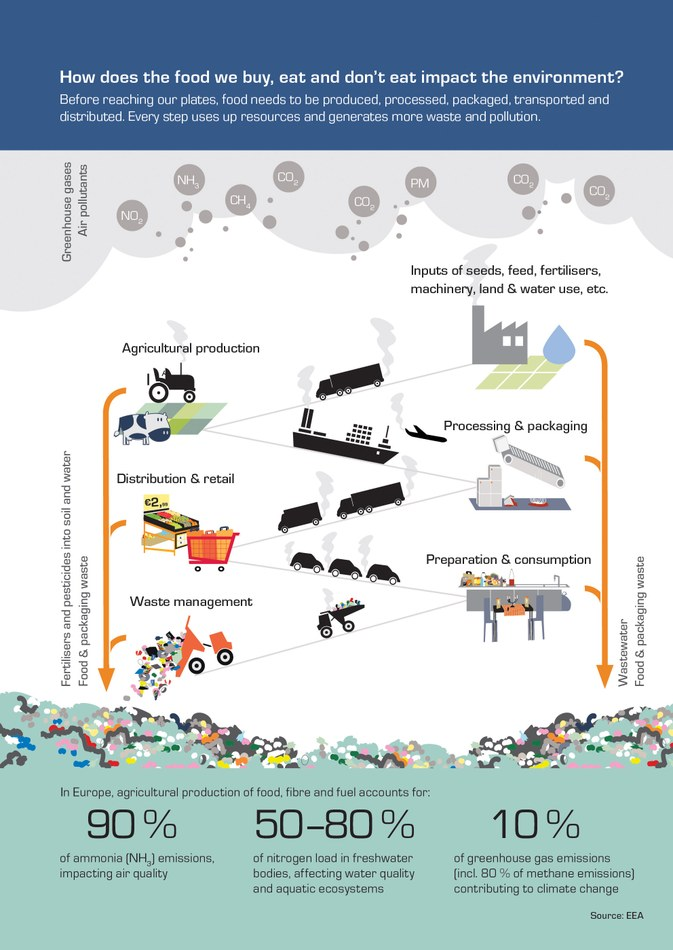 How does the food we buy, eat and don't eat impact the environment?
Before reaching our plates, food needs to be produced, processed, packaged, transported and
distributed. Every step uses up resources and generates more waste and pollution.
Greenhouse gases
Air pollutants
NO₂
NH₃
CH₄
CO₂
CO₂
PM
CO₂
CO₂
Inputs of seeds, feed, fertilisers,
machinery, land & water use, etc.
Agricultural production
Processing & packaging
Distribution & retail
€2,99
Preparation & consumption
Waste management
Fertilisers and pesticides into soil and water
Food & packaging waste
Wastewater
Food & packaging waste
In Europe, agricultural production of food, fibre and fuel accounts for:
90 %
of ammonia (NH₃) emissions,
impacting air quality
50–80 %
of nitrogen load in freshwater
bodies, affecting water quality
and aquatic ecosystems
10 %
of greenhouse gas emissions
(incl. 80 % of methane emissions)
contributing to climate change
Source: EEA